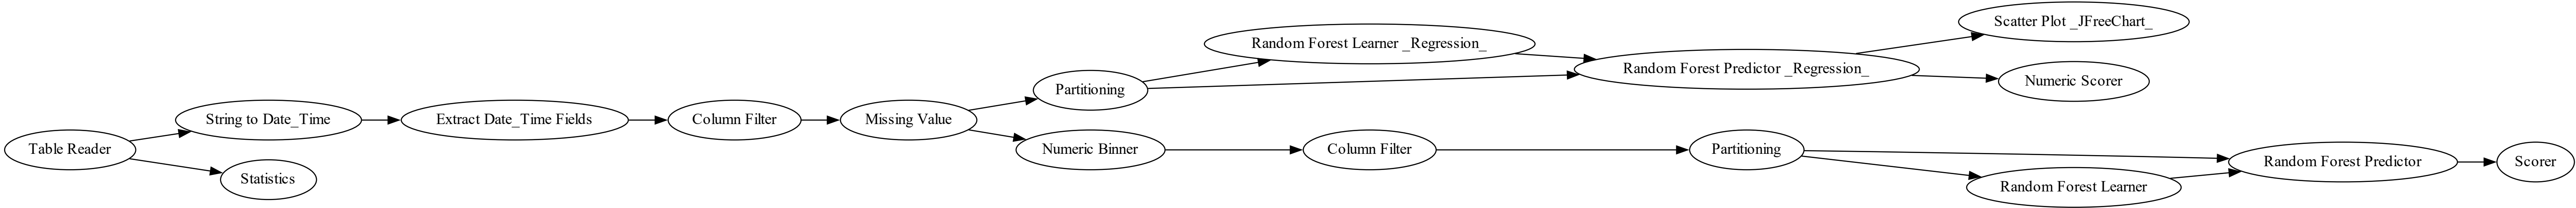 Table Reader
String to Date_Time
Statistics
Extract Date_Time Fields
Column Filter
Missing Value
Partitioning
Numeric Binner
Random Forest Learner _Regression_
Column Filter
Random Forest Predictor _Regression_
Partitioning
Scatter Plot _JFreeChart_
Numeric Scorer
Random Forest Learner
Random Forest Predictor
Scorer